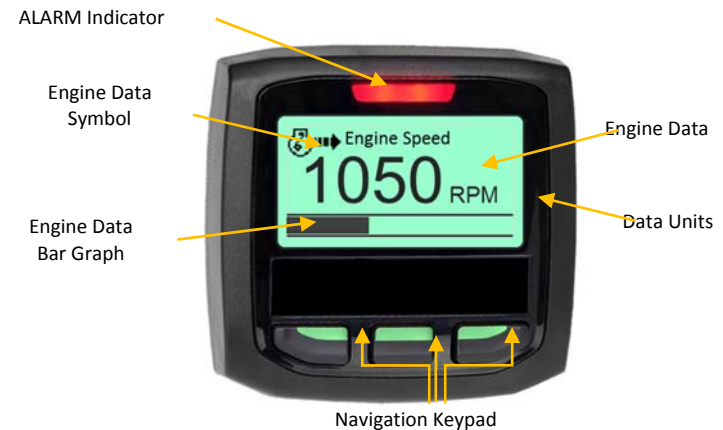 ALARM Indicator
Engine Data
Symbol
Engine Speed
1050 RPM
Engine Data
Data Units
Engine Data
Bar Graph
Navigation Keypad